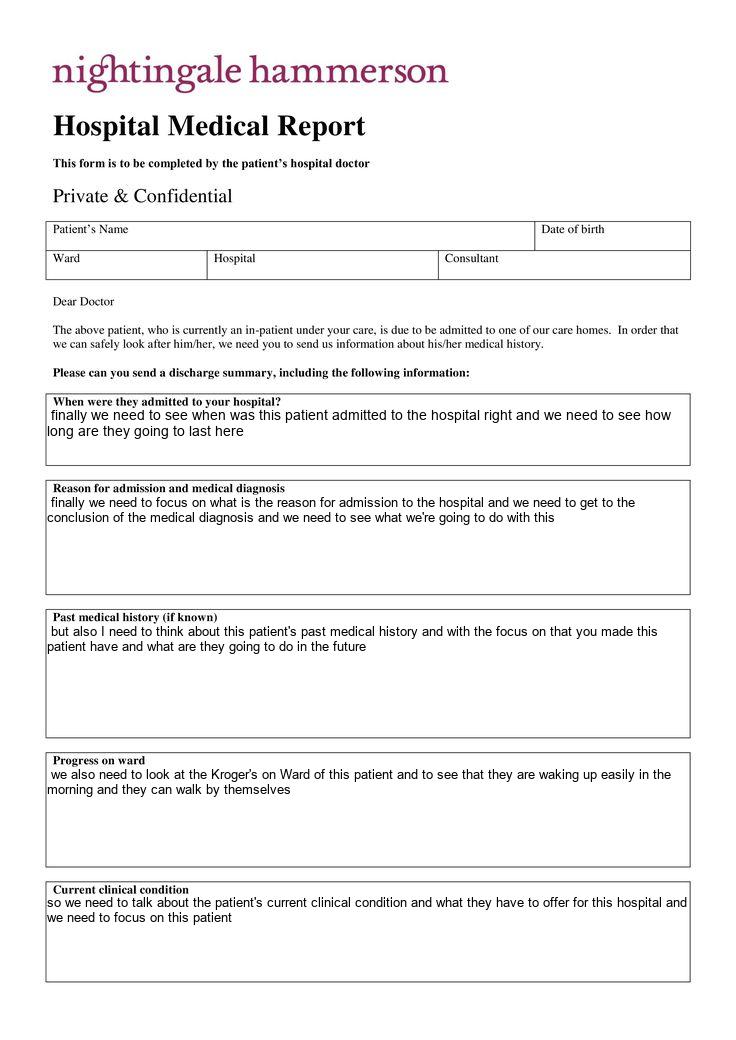 nightingale hammerson
Hospital Medical Report
This form is to be completed by the patient's hospital doctor
Private & Confidential
Patient's Name
Date of birth
Ward
Hospital
Consultant
Dear Doctor
The above patient, who is currently an in-patient under your care, is due to be admitted to one of our care homes.  In order that
we can safely look after him/her, we need you to send us information about his/her medical history.
Please can you send a discharge summary, including the following information:
When were they admitted to your hospital?
finally we need to see when was this patient admitted to the hospital right and we need to see how
long are they going to last here
Reason for admission and medical diagnosis
finally we need to focus on what is the reason for admission to the hospital and we need to get to the
conclusion of the medical diagnosis and we need to see what we're going to do with this
Past medical history (if known)
but also I need to think about this patient's past medical history and with the focus on that you made this
patient have and what are they going to do in the future
Progress on ward
we also need to look at the Kroger's on Ward of this patient and to see that they are waking up easily in the
morning and they can walk by themselves
Current clinical condition
so we need to talk about the patient's current clinical condition and what they have to offer for this hospital and
we need to focus on this patient